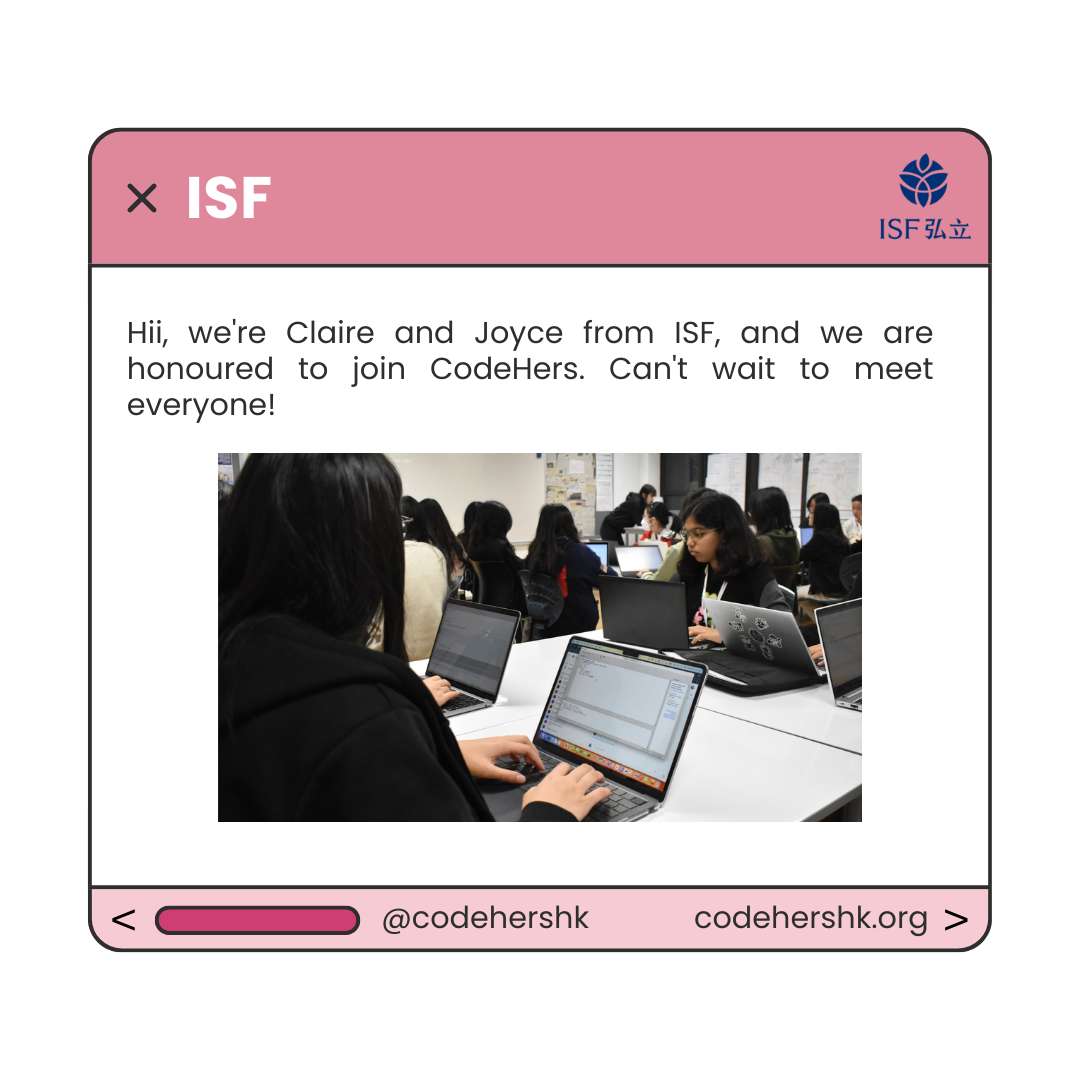 ISF
ISF 弘立
Hii, we're Claire and Joyce from ISF, and we are
honoured to join CodeHers. Can't wait to meet
everyone!
@codehershk
codehershk.org